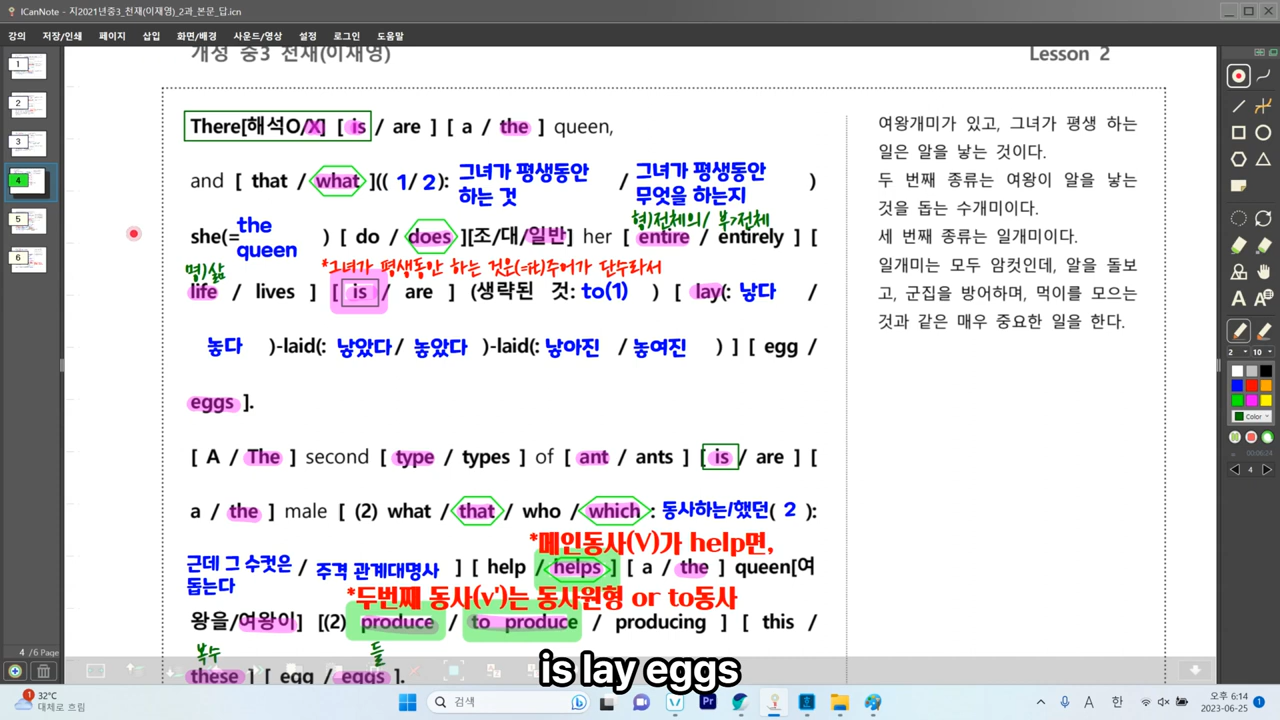 ICanNote - 지2021년중3_천재(이재영)_2과_본문_답.icn
강의 저장/인쇄 페이지 삽입 화면/배경 사운드/영상 설정 로그인 도움말
개성 중3 천재(이재영) Lesson 2
There[해석O/X] [ is / are ] [ a / the ] queen,
and [ that / what ](( 1/ 2): 그녀가 평생동안 하는 것 / 그녀가 평생동안 무엇을 하는지 )
형)전체의/ 부>전체
she(=the queen ) [ do / does ][조/대/일반] her [ entire / entirely ] [
명)삶 *그녀가 평생동안 하는 것은(=다)주어가 단수라서
life / lives ] [ is / are ] (생략된 것: to(1) ) [ lay(: 낳다 /
놓다 )-laid(: 낳았다/ 놓았다 )-laid(: 낳아진 / 놓여진 ) ] [ egg /
eggs ].
[ A / The ] second [ type / types ] of [ ant / ants ] [ is / are ] [
a / the ] male [ (2) what / that / who / which : 동사하는/했던( 2 ):
*메인동사(V)가 help면,
근데 그 수컷은 돕는다 / 주격 관계대명사 ] [ help / helps ] [ a / the ] queen[여
*두번째 동사(v')는 동사원형 or to동사
왕을/여왕이] [(2) produce / to produce / producing ] [ this /
복수 들
these ] [ egg / eggs ].
여왕개미가 있고, 그녀가 평생 하는
일은 알을 낳는 것이다.
두 번째 종류는 여왕이 알을 낳는
것을 돕는 수개미이다.
세 번째 종류는 일개미이다.
일개미는 모두 암컷인데, 알을 돌보
고, 군집을 방어하며, 먹이를 모으는
것과 같은 매우 중요한 일을 한다.
is lay eggs
1
2
3
4
5
6
4 /6 페이지
2 10
Color
00:06:24
4
32°C
대체로 흐림
검색
A 한
오후 6:14
2023-06-25